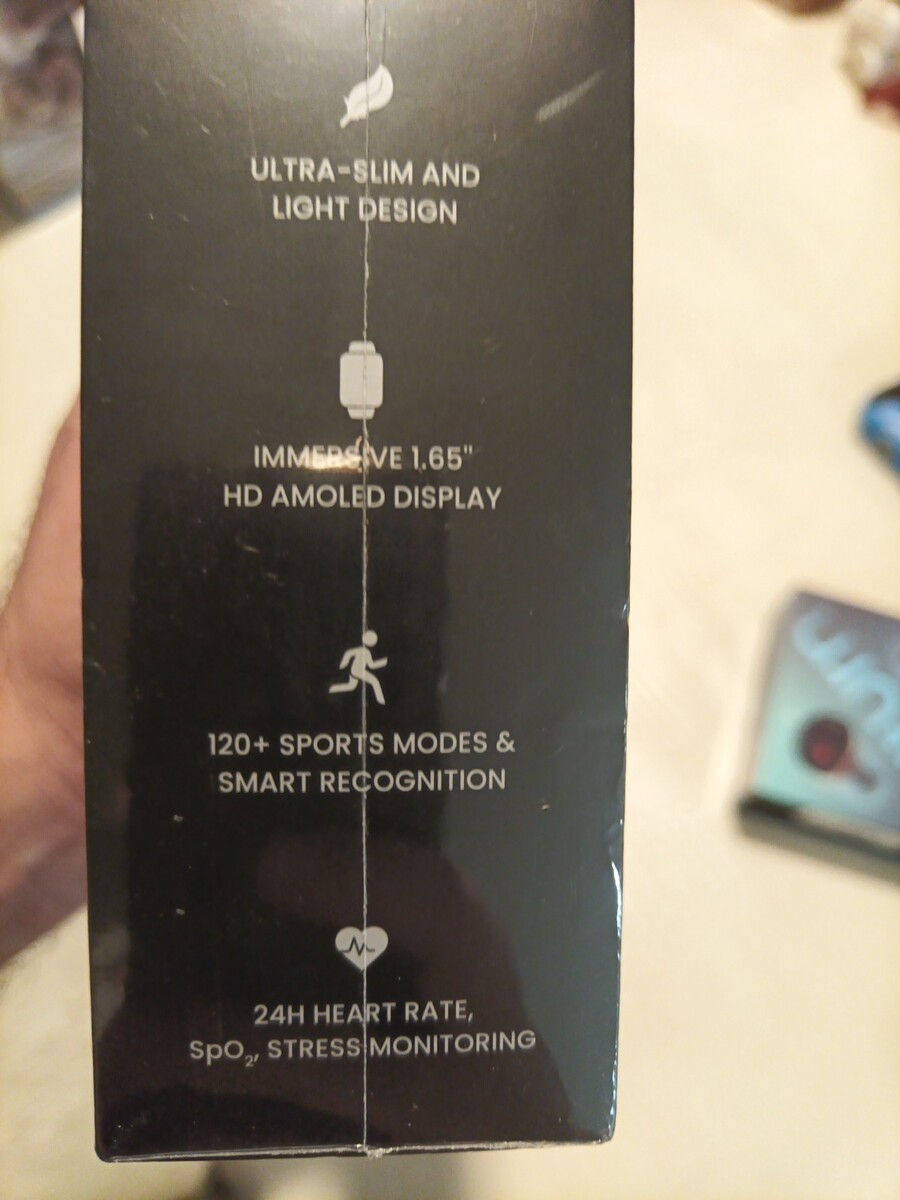 ULTRA-SLIM AND
LIGHT DESIGN
IMMERSIVE 1.65"
HD AMOLED DISPLAY
120+ SPORTS MODES &
SMART RECOGNITION
24H HEART RATE,
SpO₂, STRESS MONITORING